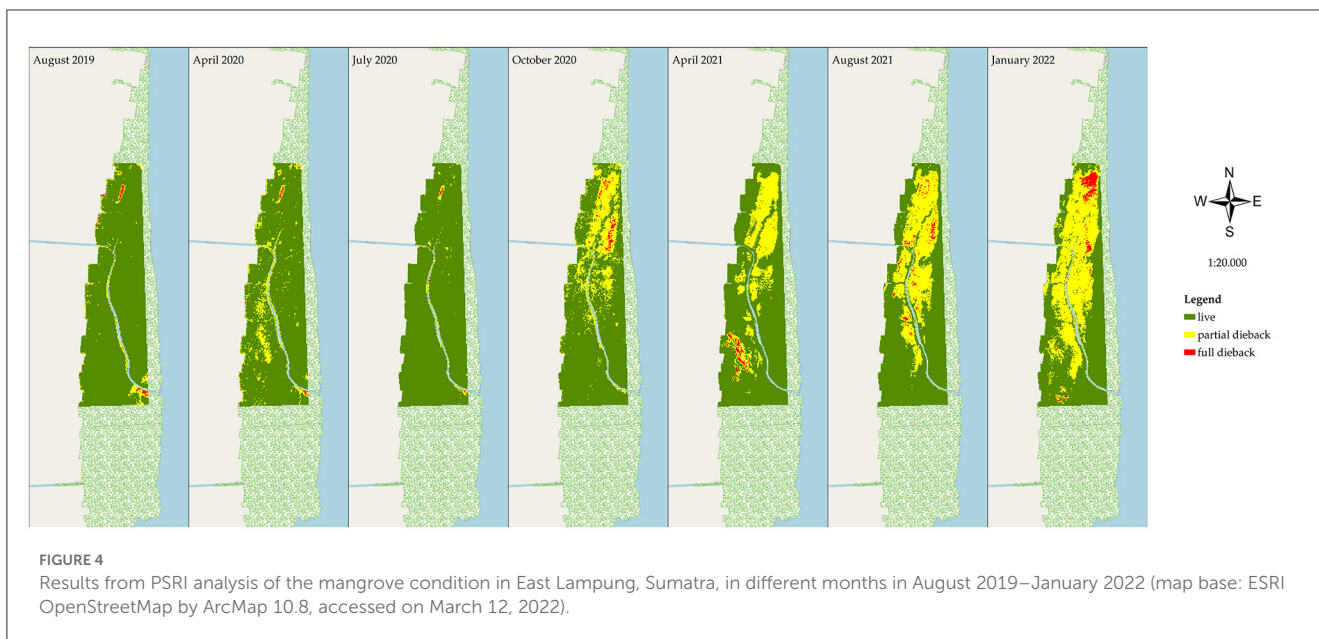 August 2019
April 2020
July 2020
October 2020
April 2021
August 2021
January 2022
N
W E
S
1:20.000
Legend
live
partial dieback
full dieback
FIGURE 4
Results from PSRI analysis of the mangrove condition in East Lampung, Sumatra, in different months in August 2019–January 2022 (map base: ESRI
OpenStreetMap by ArcMap 10.8, accessed on March 12, 2022).